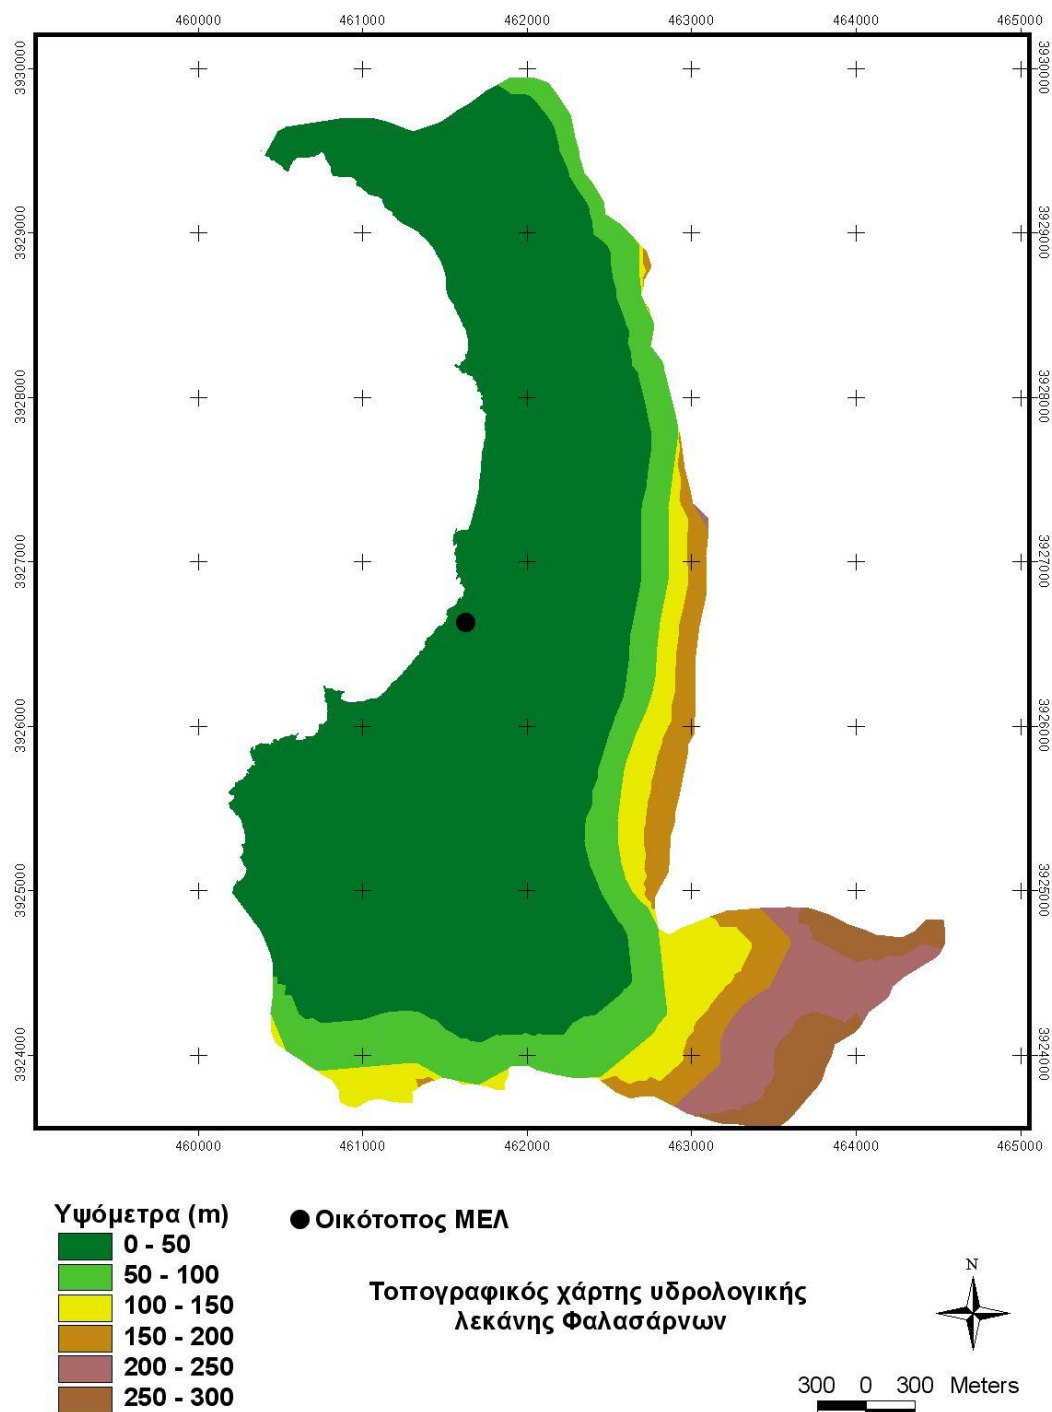 460000 461000 462000 463000 464000 465000
3930000 3930000
3929000 3929000
3928000 3928000
3927000 3927000
3926000 3926000
3925000 3925000
3924000 3924000
460000 461000 462000 463000 464000 465000
Υψόμετρα (m)
0 - 50
50 - 100
100 - 150
150 - 200
200 - 250
250 - 300
Οικότοπος ΜΕΛ
Τοπογραφικός χάρτης υδρολογικής
λεκάνης Φαλασάρνων
N
300 0 300 Meters